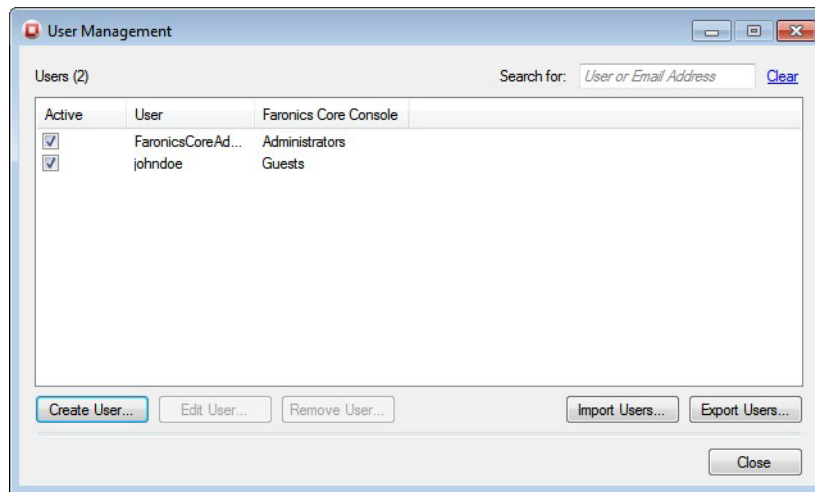 User Management
Users (2)
Search for: User or Email Address Clear
Active User Faronics Core Console
FaronicsCoreAd... Administrators
johndoe Guests
Create User... Edit User... Remove User... Import Users... Export Users...
Close